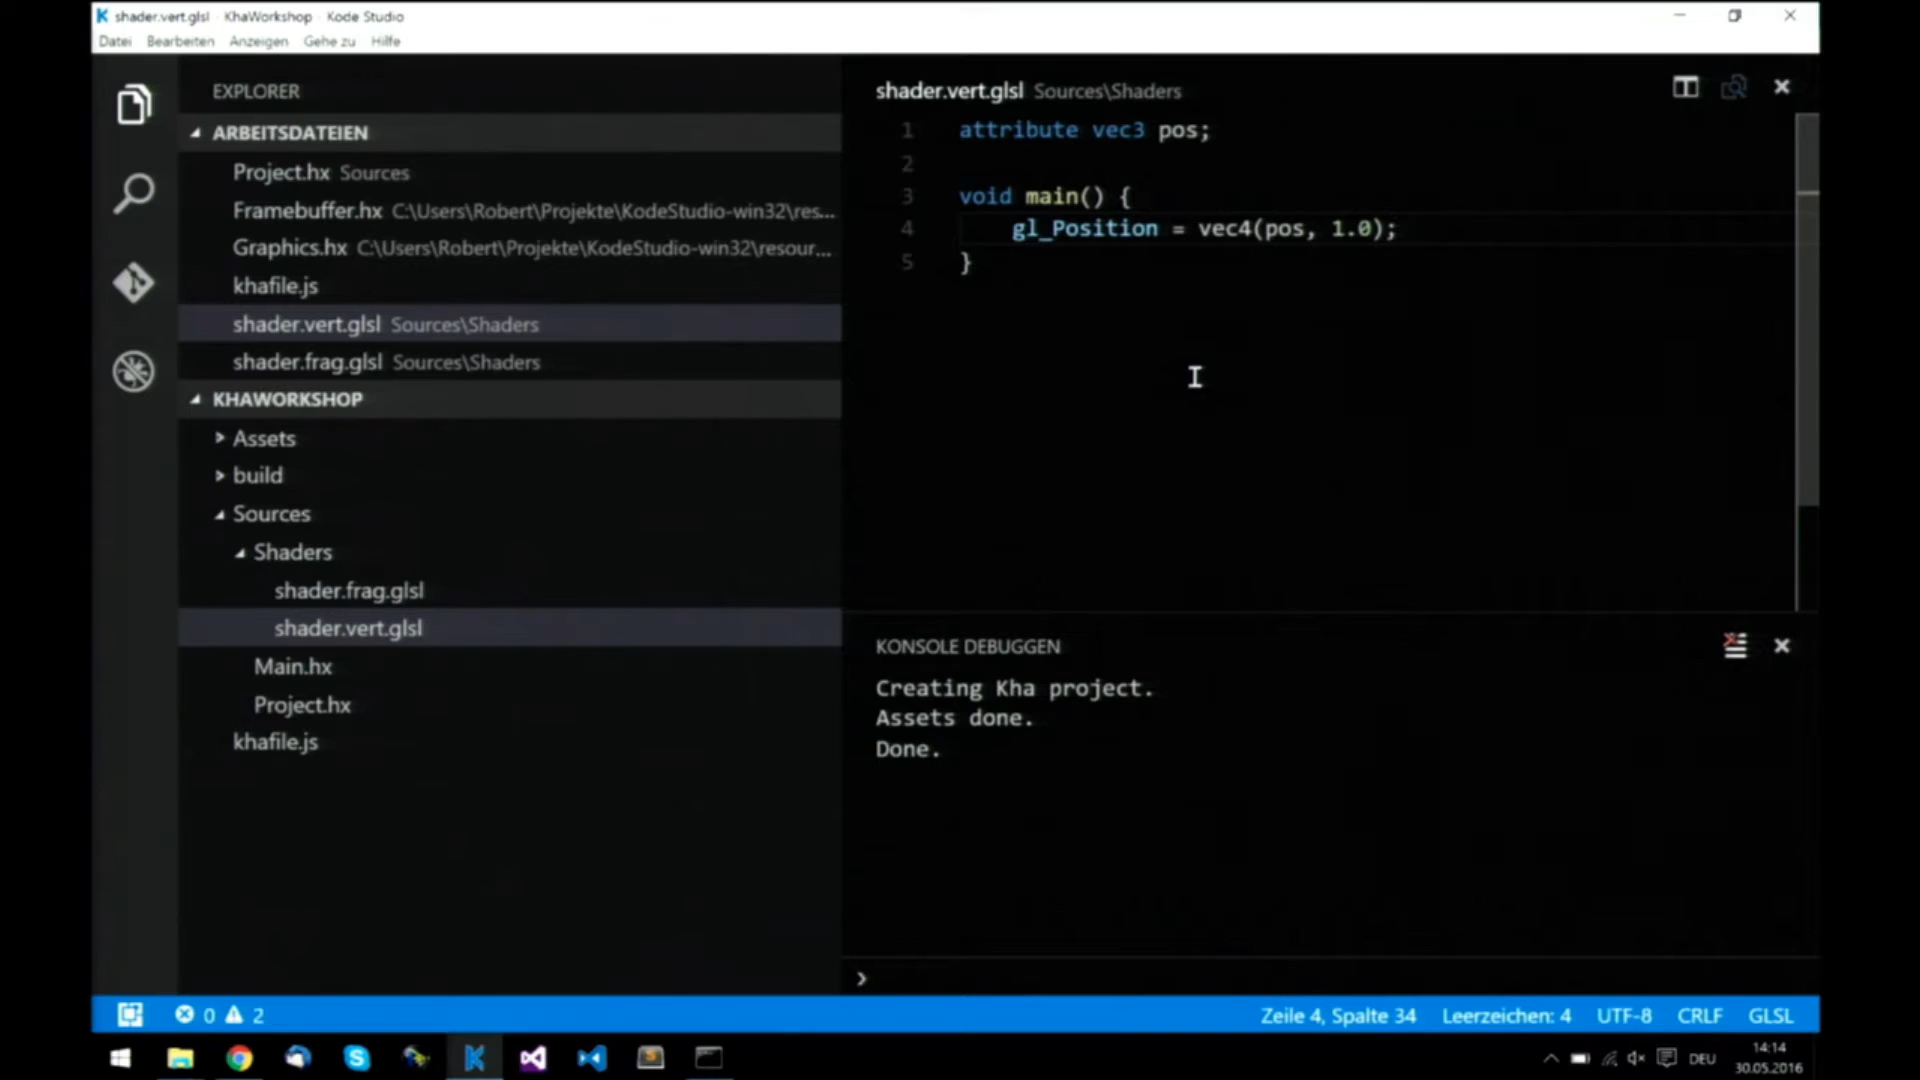 shader.vert.glsl - KhaWorkshop - Kode Studio
Datei Bearbeiten Anzeigen Gehe zu Hilfe
EXPLORER
ARBEITSDATEIEN
Project.hx Sources
Framebuffer.hx C:\Users\Robert\Projekte\KodeStudio-win32\res...
Graphics.hx C:\Users\Robert\Projekte\KodeStudio-win32\resour...
khafile.js
shader.vert.glsl Sources\Shaders
shader.frag.glsl Sources\Shaders
KHAWORKSHOP
Assets
build
Sources
Shaders
shader.frag.glsl
shader.vert.glsl
Main.hx
Project.hx
khafile.js
shader.vert.glsl Sources\Shaders
1 attribute vec3 pos;
2
3 void main() {
4 gl_Position = vec4(pos, 1.0);
5 }
KONSOLE DEBUGGEN
Creating Kha project.
Assets done.
Done.
0 2
Zeile 4, Spalte 34 Leerzeichen: 4 UTF-8 CRLF GLSL
DEU
14:14
30.05.2016